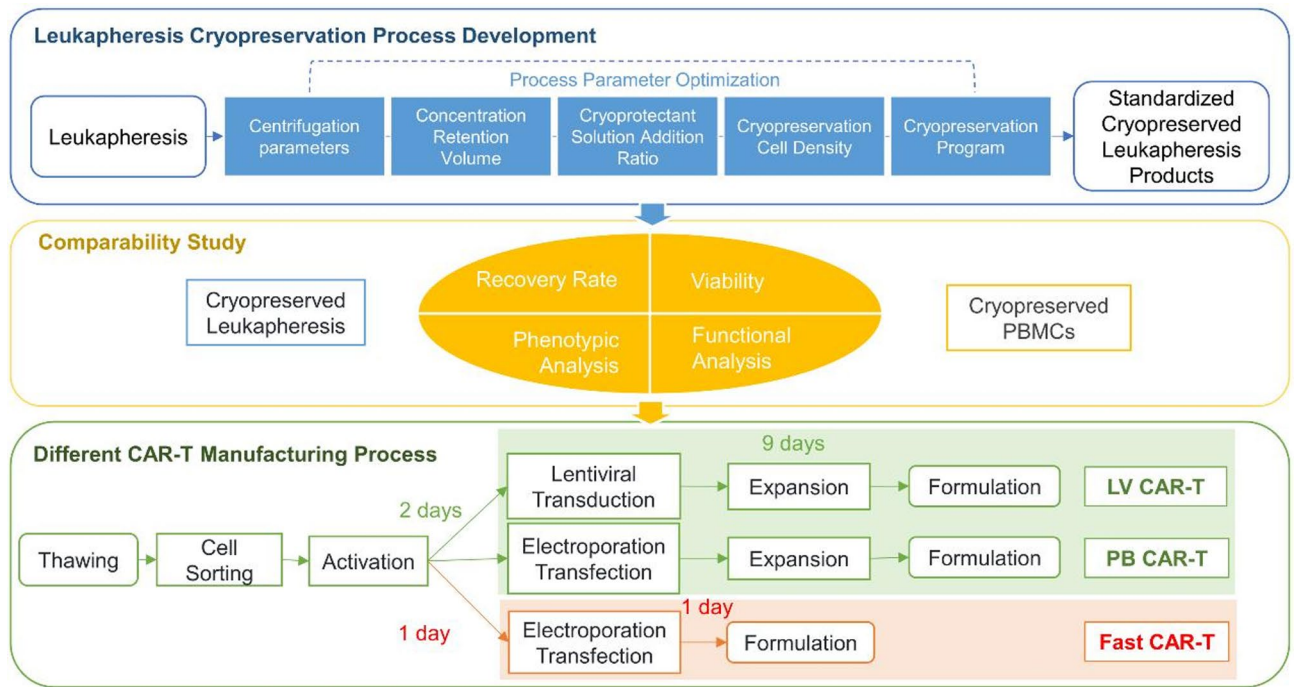 Leukapheresis Cryopreservation Process Development
Process Parameter Optimization
Leukapheresis
Centrifugation
parameters
Concentration
Retention
Volume
Cryoprotectant
Solution Addition
Ratio
Cryopreservation
Cell Density
Cryopreservation
Program
Standardized
Cryopreserved
Leukapheresis
Products
Comparability Study
Cryopreserved
Leukapheresis
Recovery Rate
Viability
Phenotypic
Analysis
Functional
Analysis
Cryopreserved
PBMCs
Different CAR-T Manufacturing Process
9 days
2 days
Lentiviral
Transduction
Expansion
Formulation
LV CAR-T
Thawing
Cell
Sorting
Activation
Electroporation
Transfection
Expansion
Formulation
PB CAR-T
1 day
Electroporation
Transfection
1 day
Formulation
Fast CAR-T